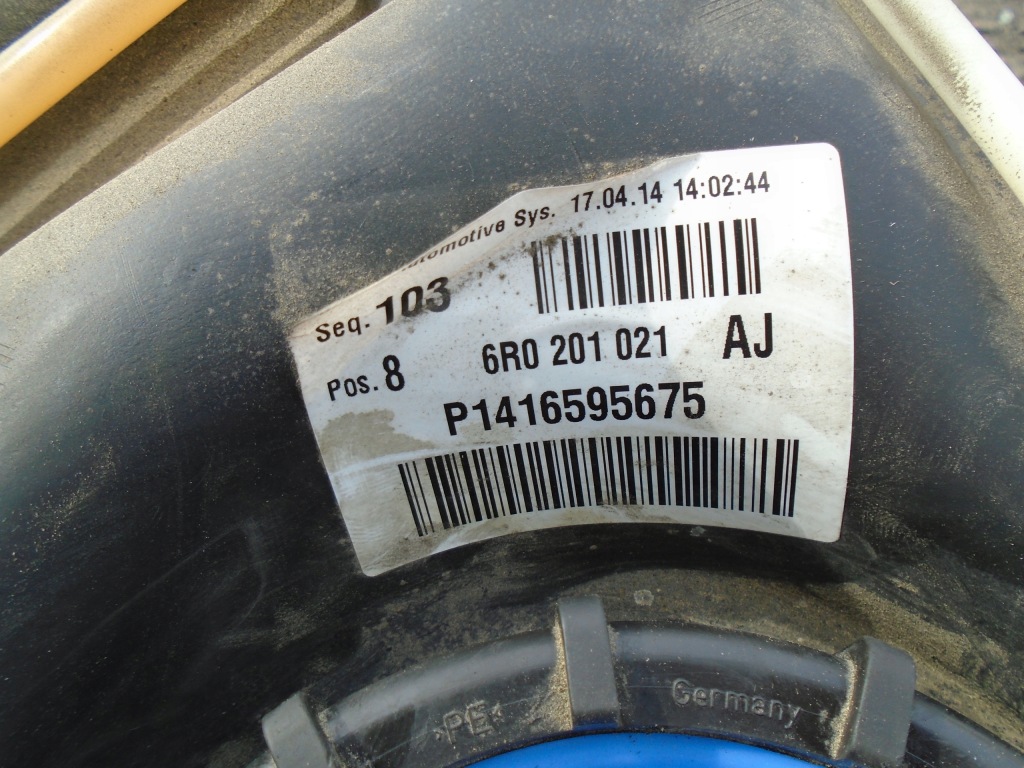 Automotive Sys. 17.04.14 14:02:44
Seq. 103
Pos. 8 6R0 201 021 AJ
P1416595675
>PE< Germany